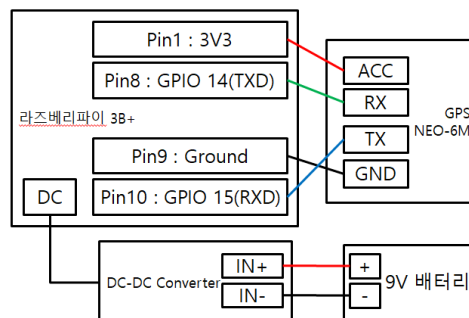 Pin1 : 3V3
Pin8 : GPIO 14(TXD)
라즈베리파이 3B+
Pin9 : Ground
Pin10 : GPIO 15(RXD)
DC
ACC
RX
TX
GND
GPS
NEO-6M
DC-DC Converter
IN+
IN-
+
-
9V 배터리